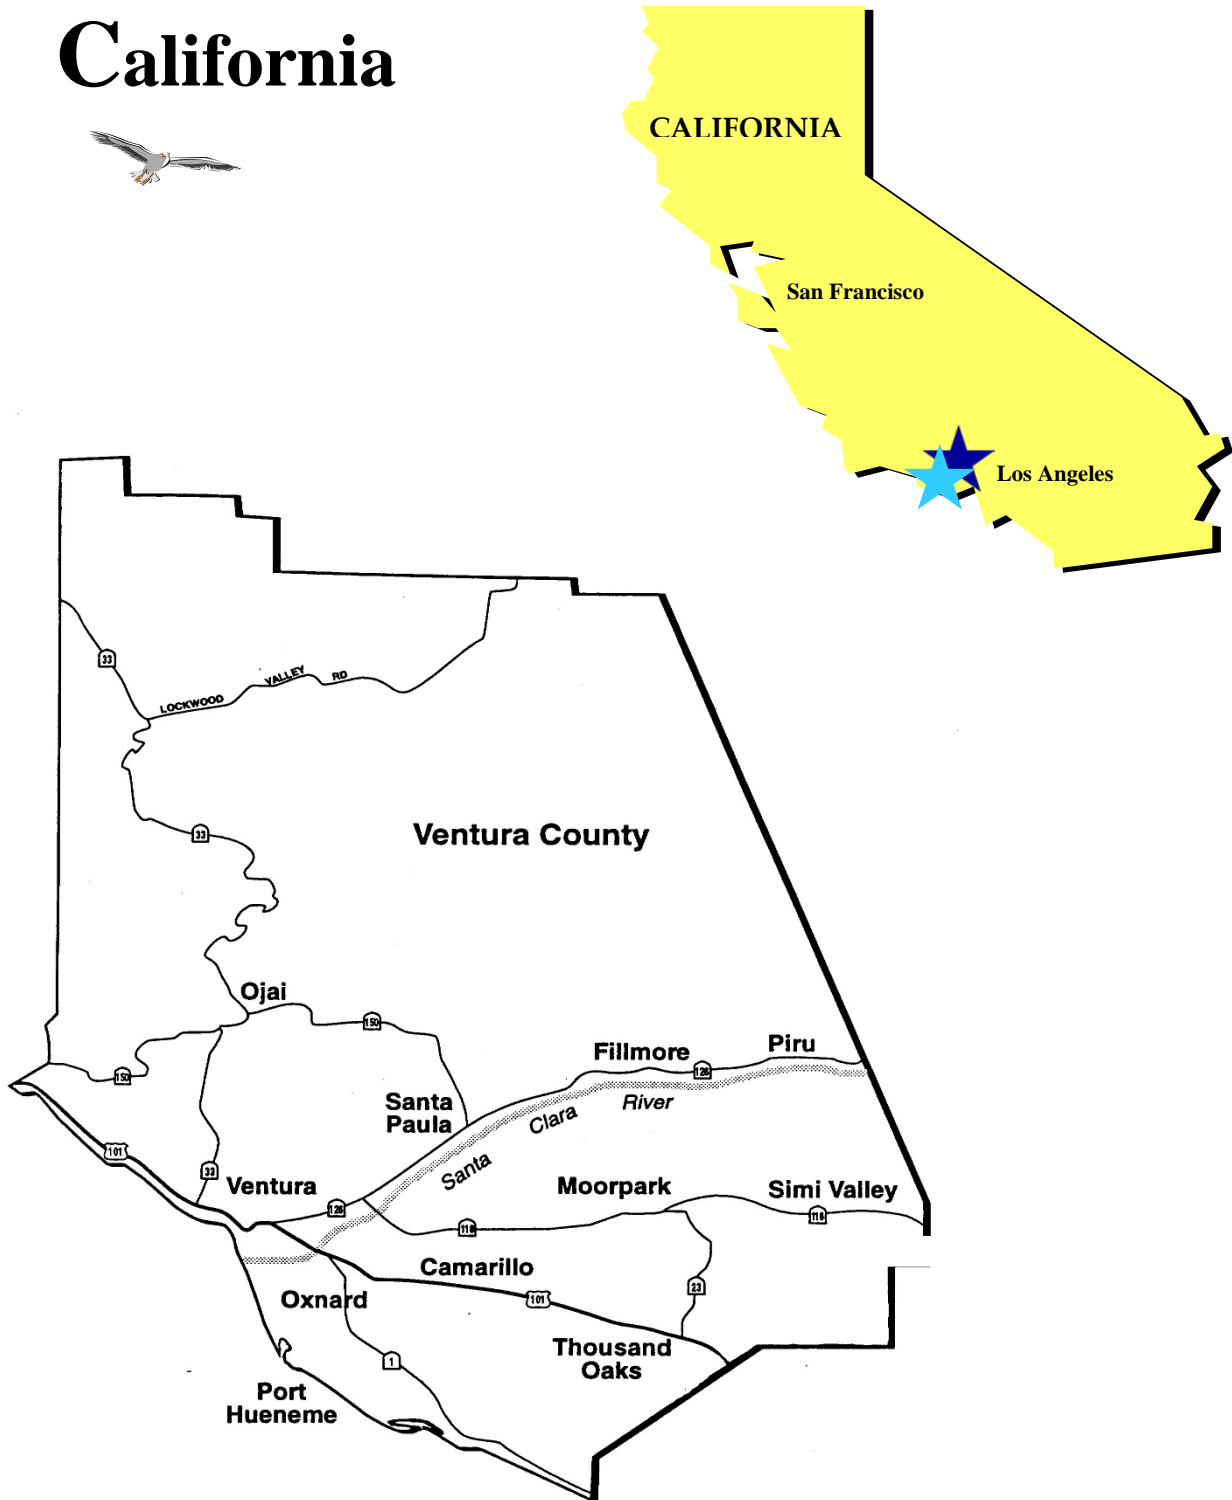 California
CALIFORNIA
San Francisco
Los Angeles
33
LOCKWOOD VALLEY RD
33
Ventura County
Ojai
150
150
Fillmore
126
Piru
Santa
Paula
Santa Clara River
101
33
Ventura
126
118
Moorpark
Simi Valley
118
Camarillo
23
Oxnard
101
1
Thousand
Oaks
Port
Hueneme